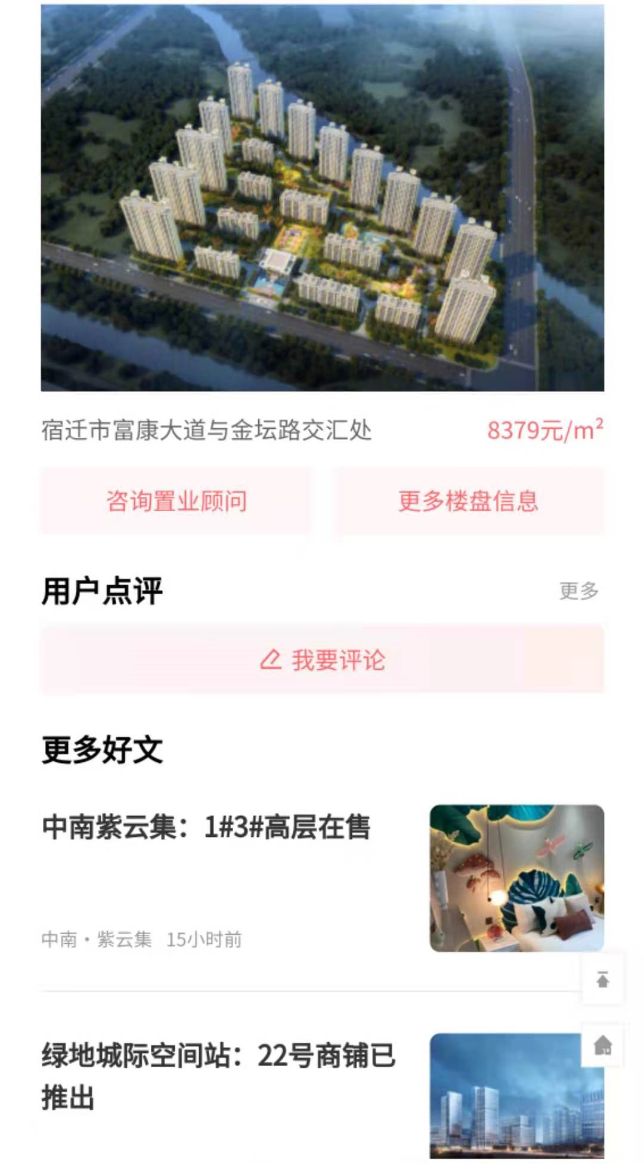 宿迁市富康大道与金坛路交汇处 8379元/m²
咨询置业顾问 更多楼盘信息
用户点评 更多
我要评论
更多好文
中南紫云集：1#3#高层在售
中南·紫云集 15小时前
绿地城际空间站：22号商铺已
推出